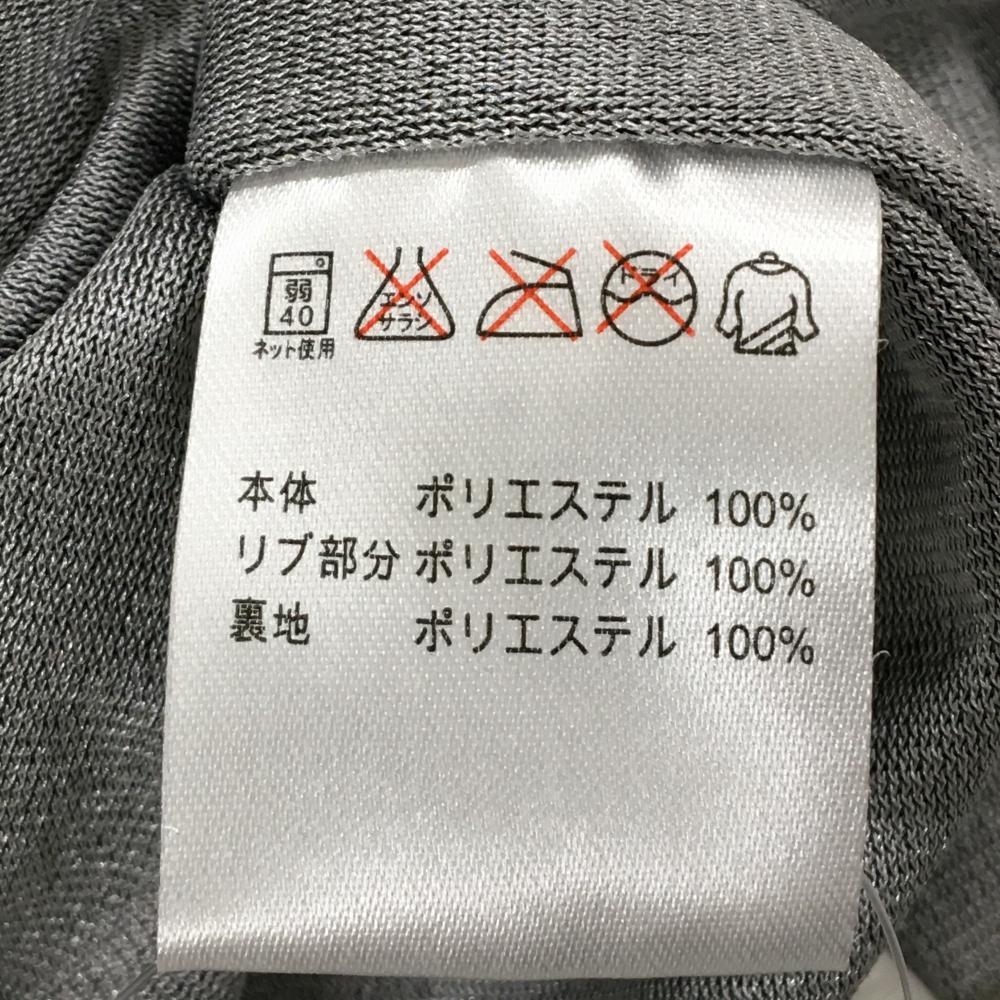 弱
40
ネット使用
エンソ
サラシ
ドライ
本体 ポリエステル 100%
リブ部分 ポリエステル 100%
裏地 ポリエステル 100%